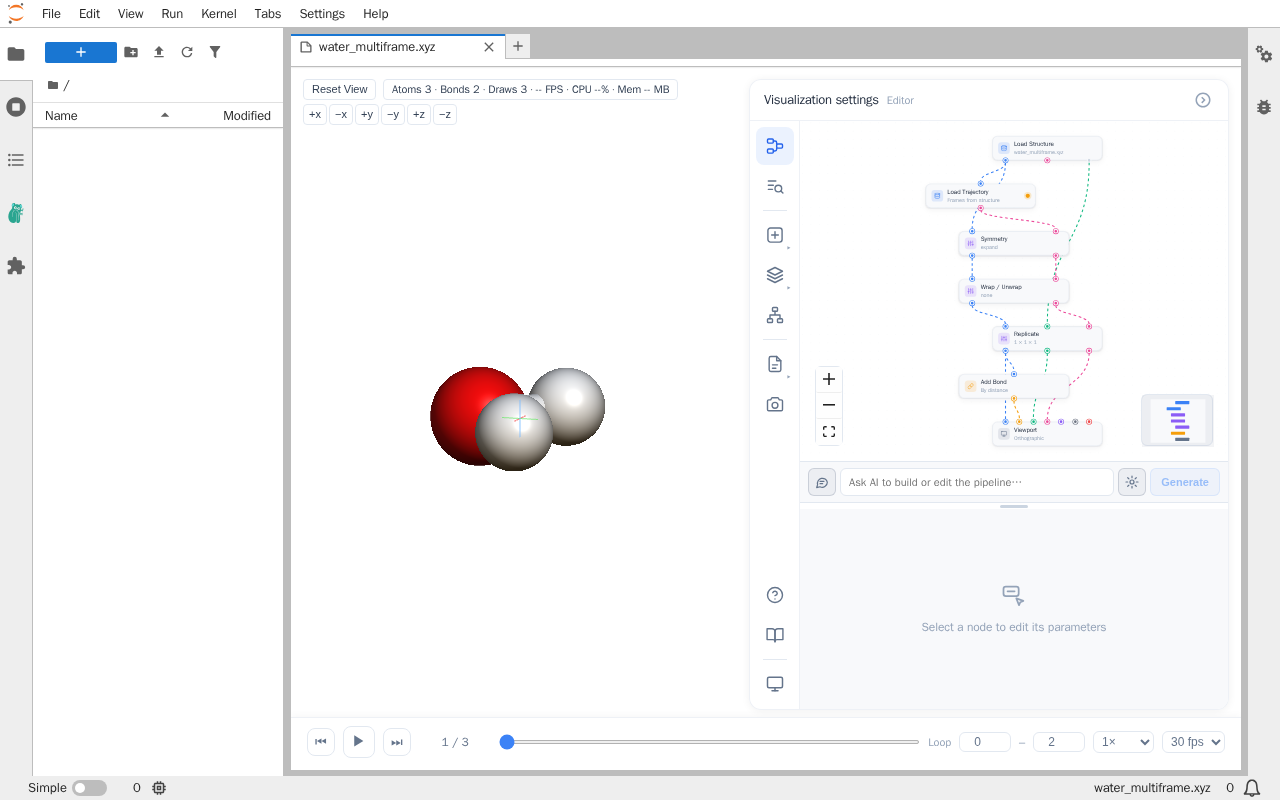 File Edit View Run Kernel Tabs Settings Help
/
Name Modified
water_multiframe.xyz
Reset View Atoms 3 · Bonds 2 · Draws 3 · -- FPS · CPU --% · Mem -- MB
+x −x +y −y +z −z
Visualization settings Editor
Load Structure
water_multiframe.xyz
Load Trajectory
Frames from structure
Symmetry
expand
Wrap / Unwrap
none
Replicate
1 × 1 × 1
Add Bond
By distance
Viewport
Orthographic
Ask AI to build or edit the pipeline··· Generate
Select a node to edit its parameters
1 / 3 Loop 0 – 2 1× 30 fps
Simple 0 water_multiframe.xyz 0